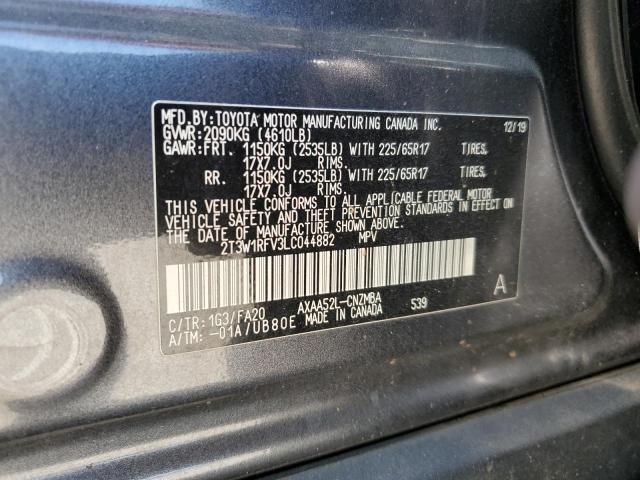 MFD.BY:TOYOTA MOTOR MANUFACTURING CANADA INC. 12/19
GVWR:2090KG (4610LB)
GAWR:FRT. 1150KG (2535LB) WITH 225/65R17 TIRES,
17X7.0J RIMS.
RR. 1150KG (2535LB) WITH 225/65R17 TIRES,
17X7.0J RIMS.
THIS VEHICLE CONFORMS TO ALL APPLICABLE FEDERAL MOTOR
VEHICLE SAFETY AND THEFT PREVENTION STANDARDS IN EFFECT ON
THE DATE OF MANUFACTURE SHOWN ABOVE.
2T3W1RFV3LC044882 MPV
A
C/TR:1G3/FA20 AXAA52L-CNZMBA 539
A/TM:-01A/UB80E MADE IN CANADA